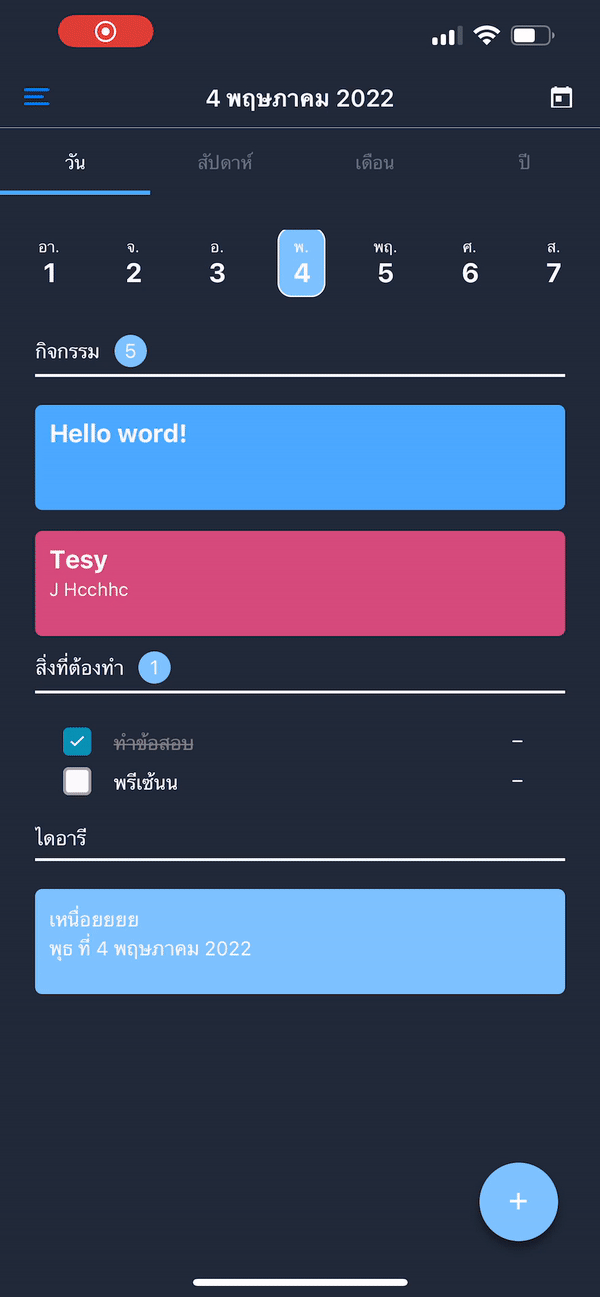 4 พฤษภาคม 2022
วัน สัปดาห์ เดือน ปี
อา. จ. อ. พ. พฤ. ศ. ส.
1 2 3 4 5 6 7
กิจกรรม 5
Hello word!
Tesy
J Hcchhc
สิ่งที่ต้องทำ 1
ทำข้อสอบ –
พรีเซ้นน –
ไดอารี
เหนื่อยยยย
พุธ ที่ 4 พฤษภาคม 2022
+